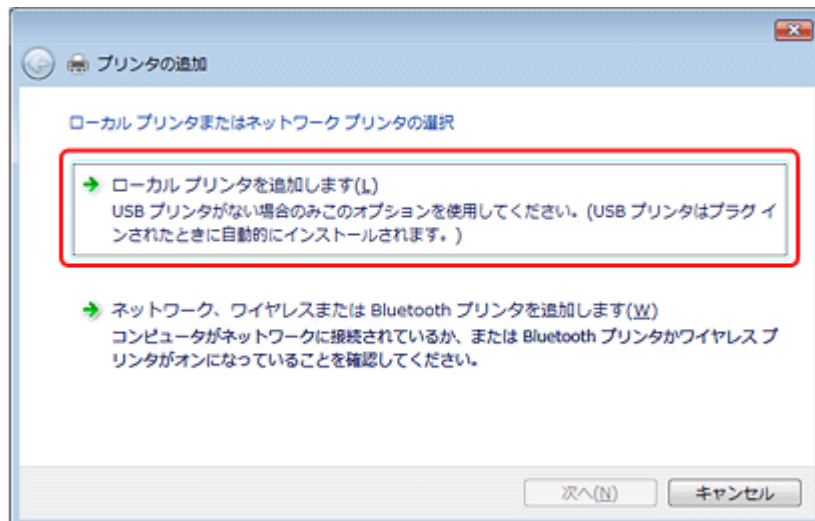 プリンタの追加
ローカル プリンタまたはネットワーク プリンタの選択
ローカル プリンタを追加します(L)
USB プリンタがない場合のみこのオプションを使用してください。(USB プリンタはプラグ イ
ンされたときに自動的にインストールされます。)
ネットワーク、ワイヤレスまたは Bluetooth プリンタを追加します(W)
コンピュータがネットワークに接続されているか、または Bluetooth プリンタかワイヤレス プ
リンタがオンになっていることを確認してください。
次へ(N)
キャンセル